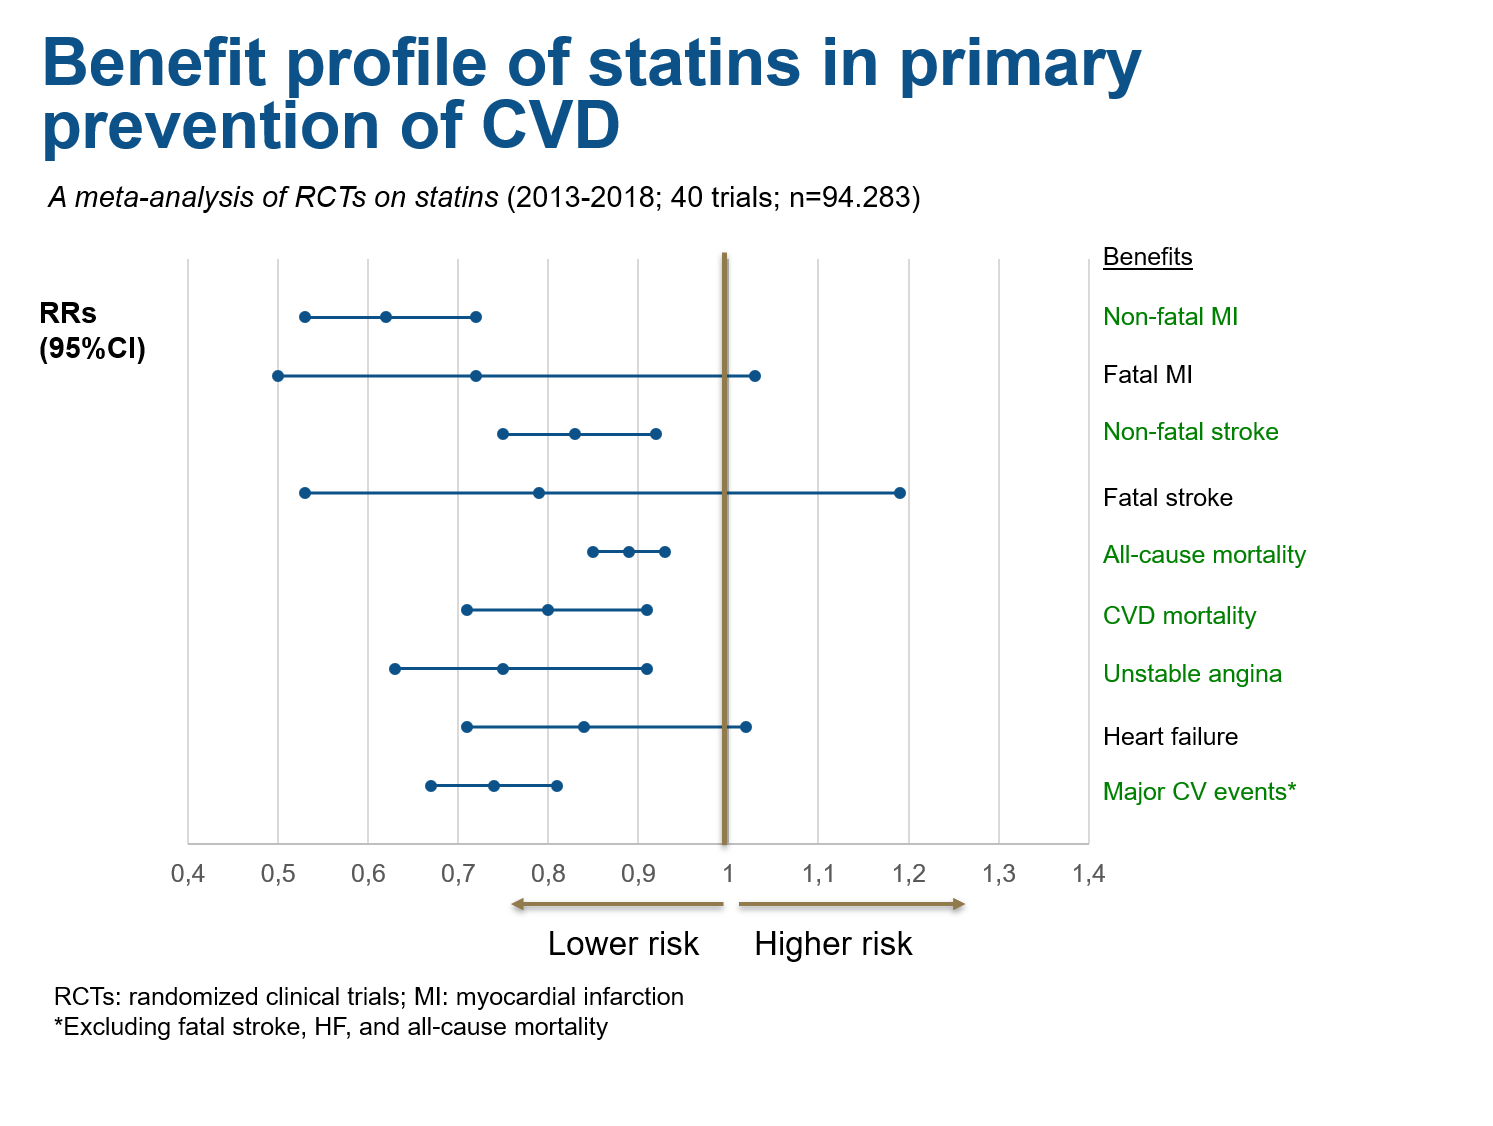 Benefit profile of statins in primary
prevention of CVD
A meta-analysis of RCTs on statins (2013-2018; 40 trials; n=94.283)
Benefits
RRs
(95%CI)
Non-fatal MI
Fatal MI
Non-fatal stroke
Fatal stroke
All-cause mortality
CVD mortality
Unstable angina
Heart failure
Major CV events*
0,4 0,5 0,6 0,7 0,8 0,9 1 1,1 1,2 1,3 1,4
Lower risk Higher risk
RCTs: randomized clinical trials; MI: myocardial infarction
*Excluding fatal stroke, HF, and all-cause mortality